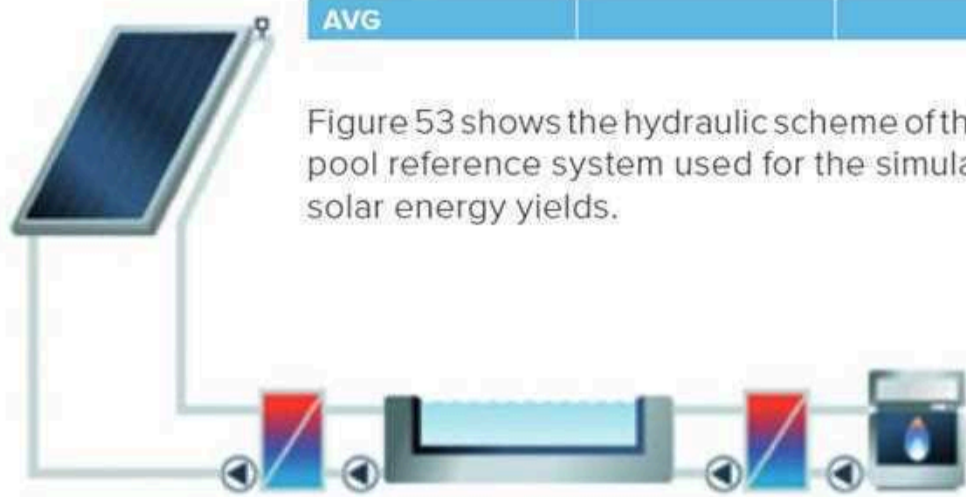 AVG
Figure 53 shows the hydraulic scheme of th
pool reference system used for the simula
solar energy yields.